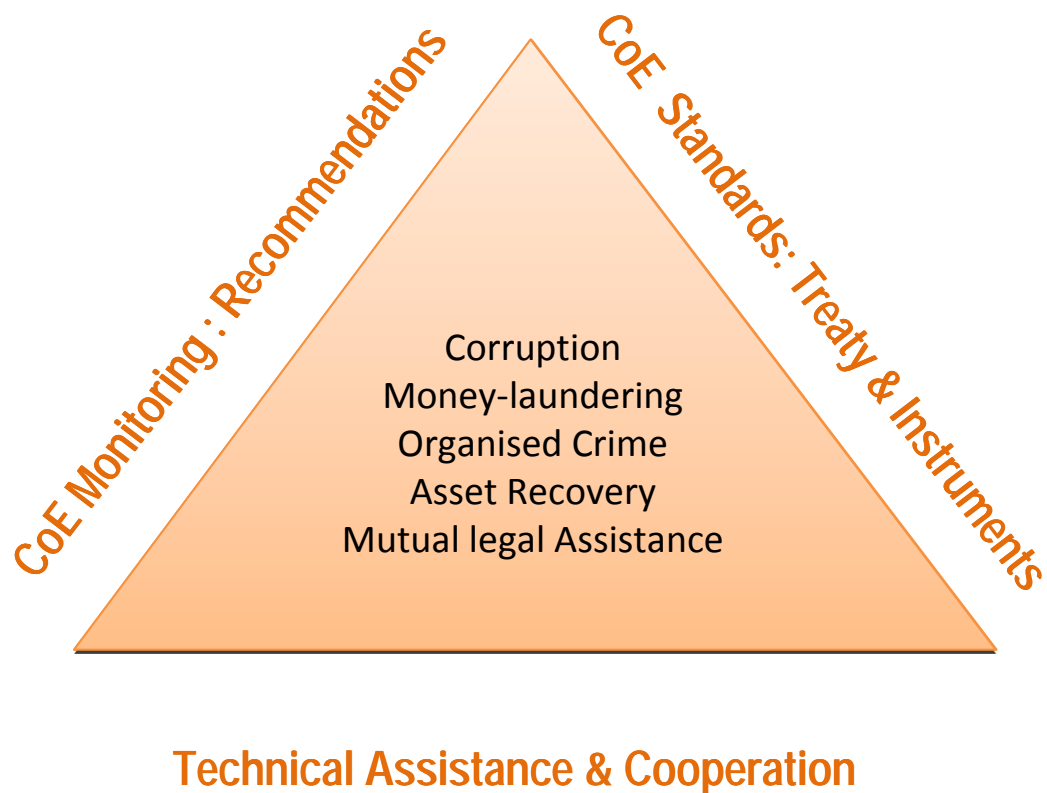 CoE Monitoring : Recommendations
CoE Standards: Treaty & Instruments
Corruption
Money-laundering
Organised Crime
Asset Recovery
Mutual legal Assistance
Technical Assistance & Cooperation